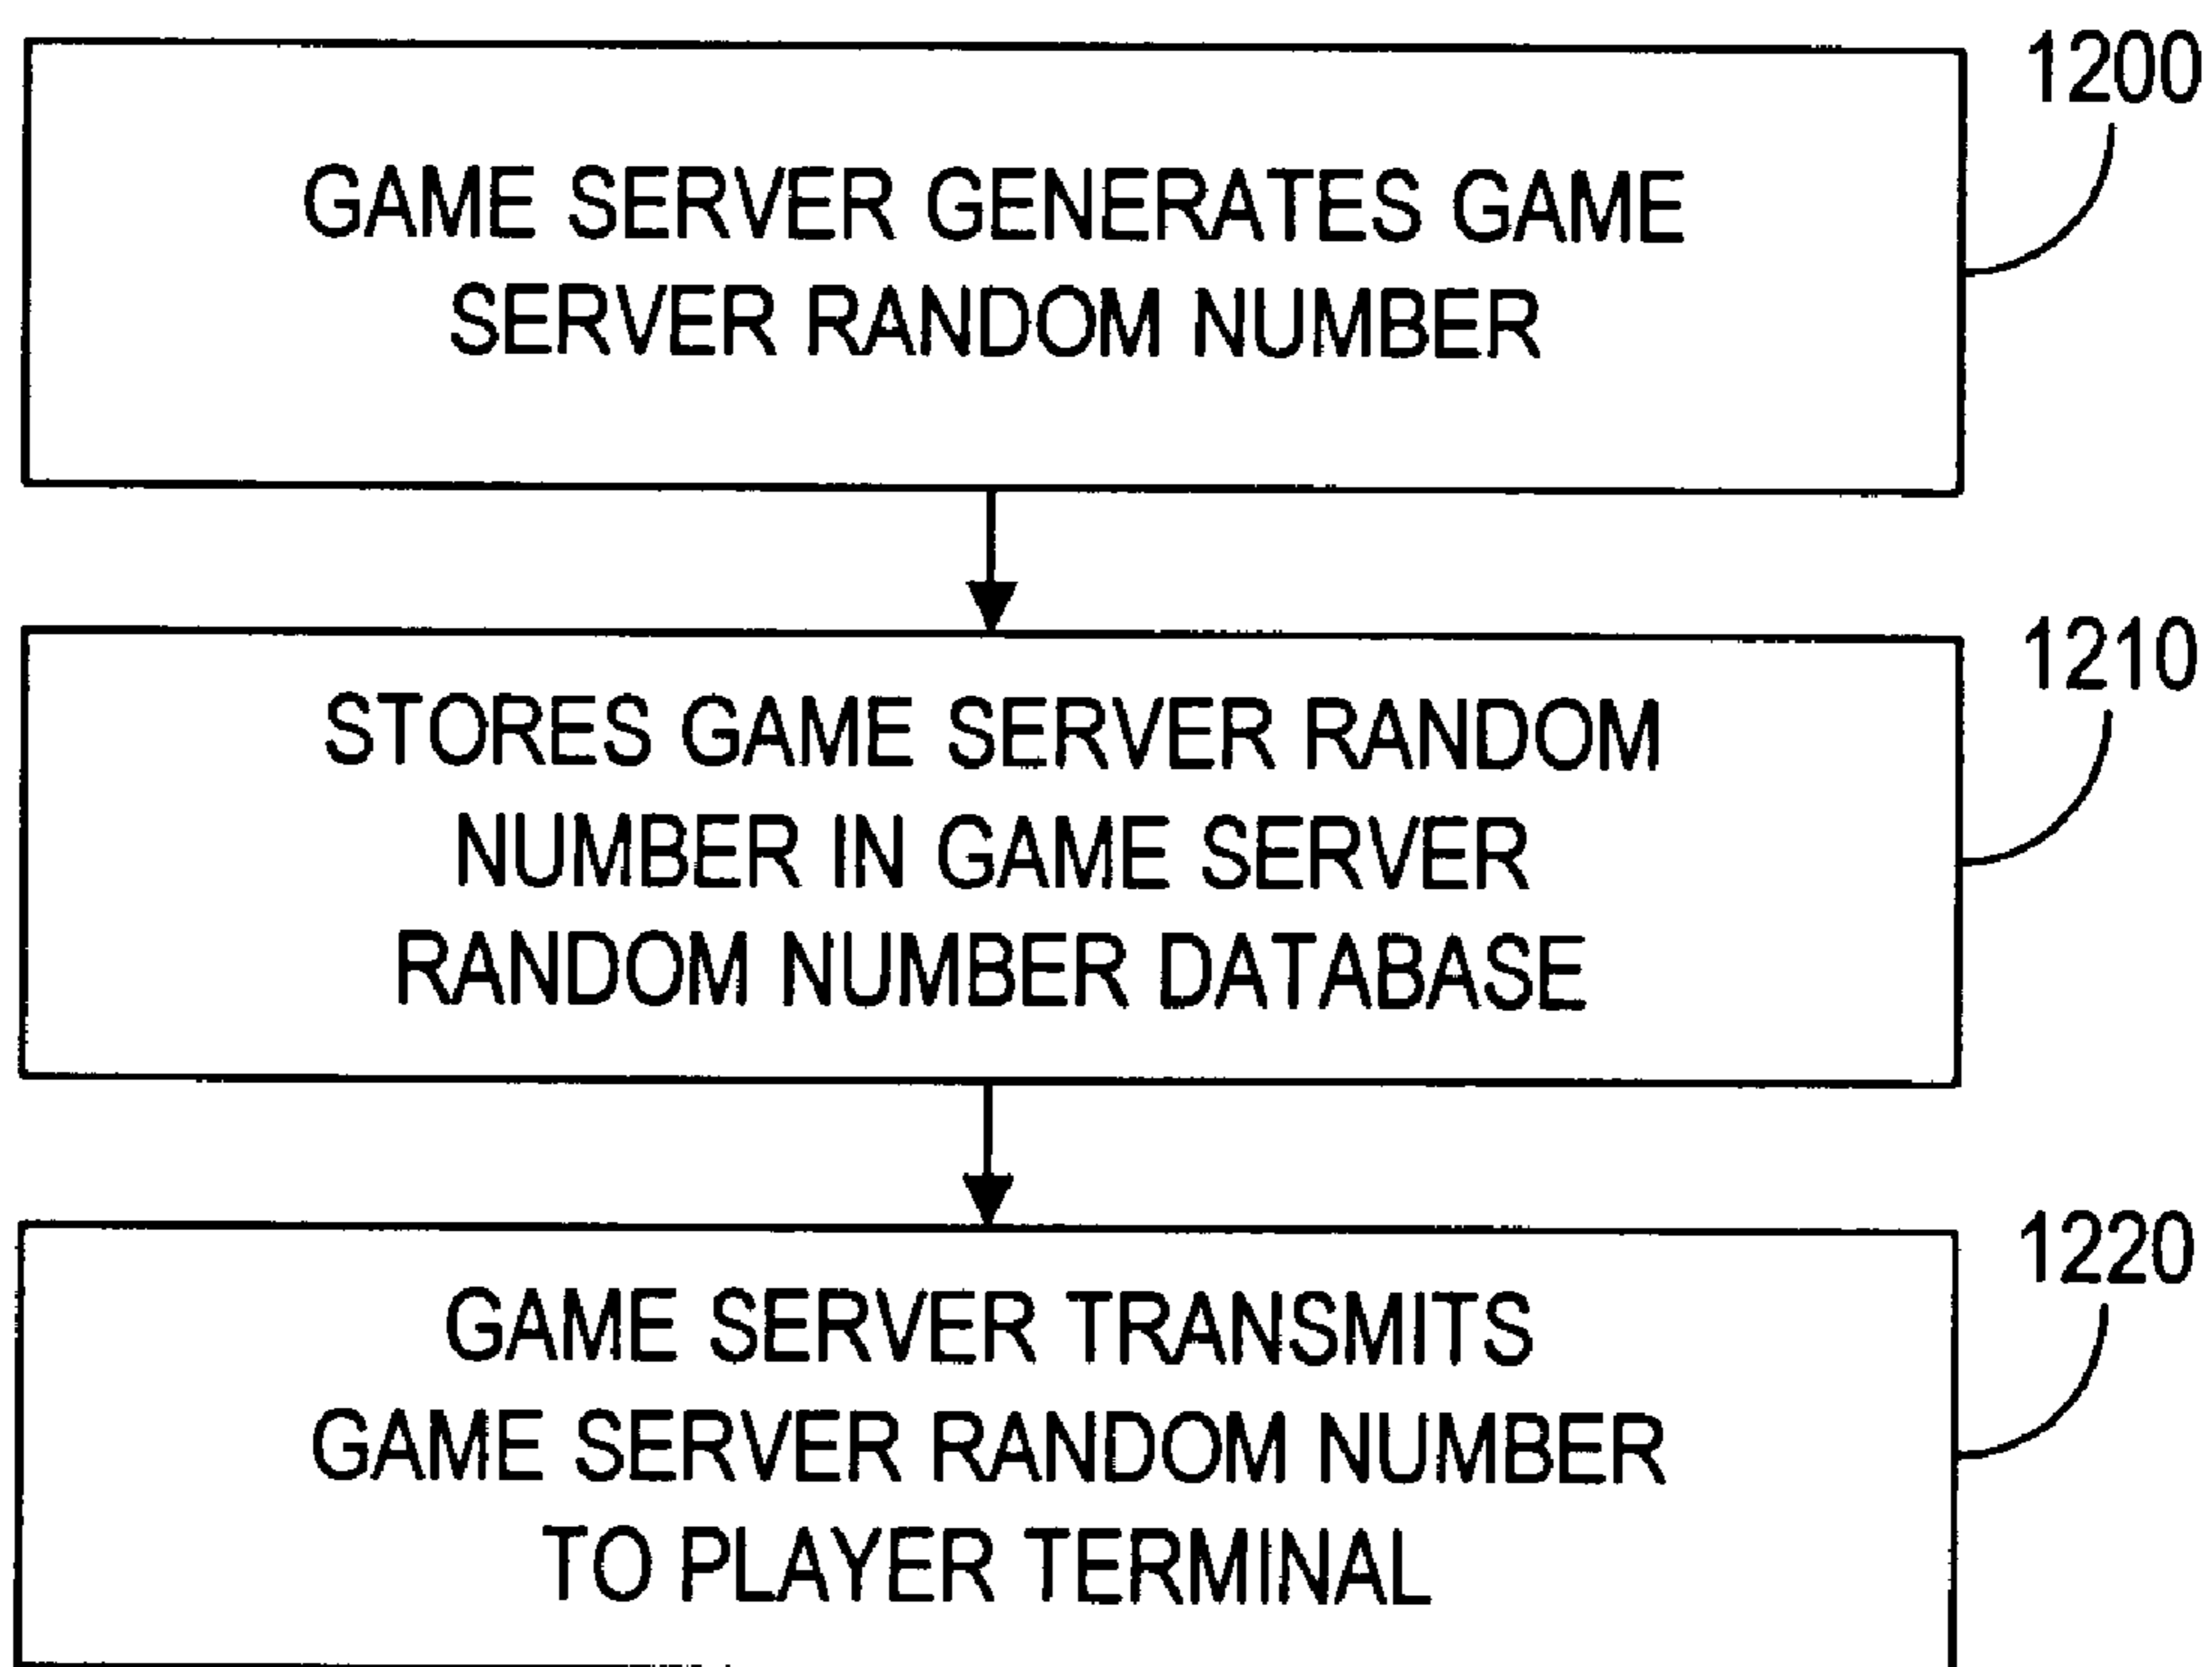 1200
GAME SERVER GENERATES GAME
SERVER RANDOM NUMBER
1210
STORES GAME SERVER RANDOM
NUMBER IN GAME SERVER
RANDOM NUMBER DATABASE
1220
GAME SERVER TRANSMITS
GAME SERVER RANDOM NUMBER
TO PLAYER TERMINAL